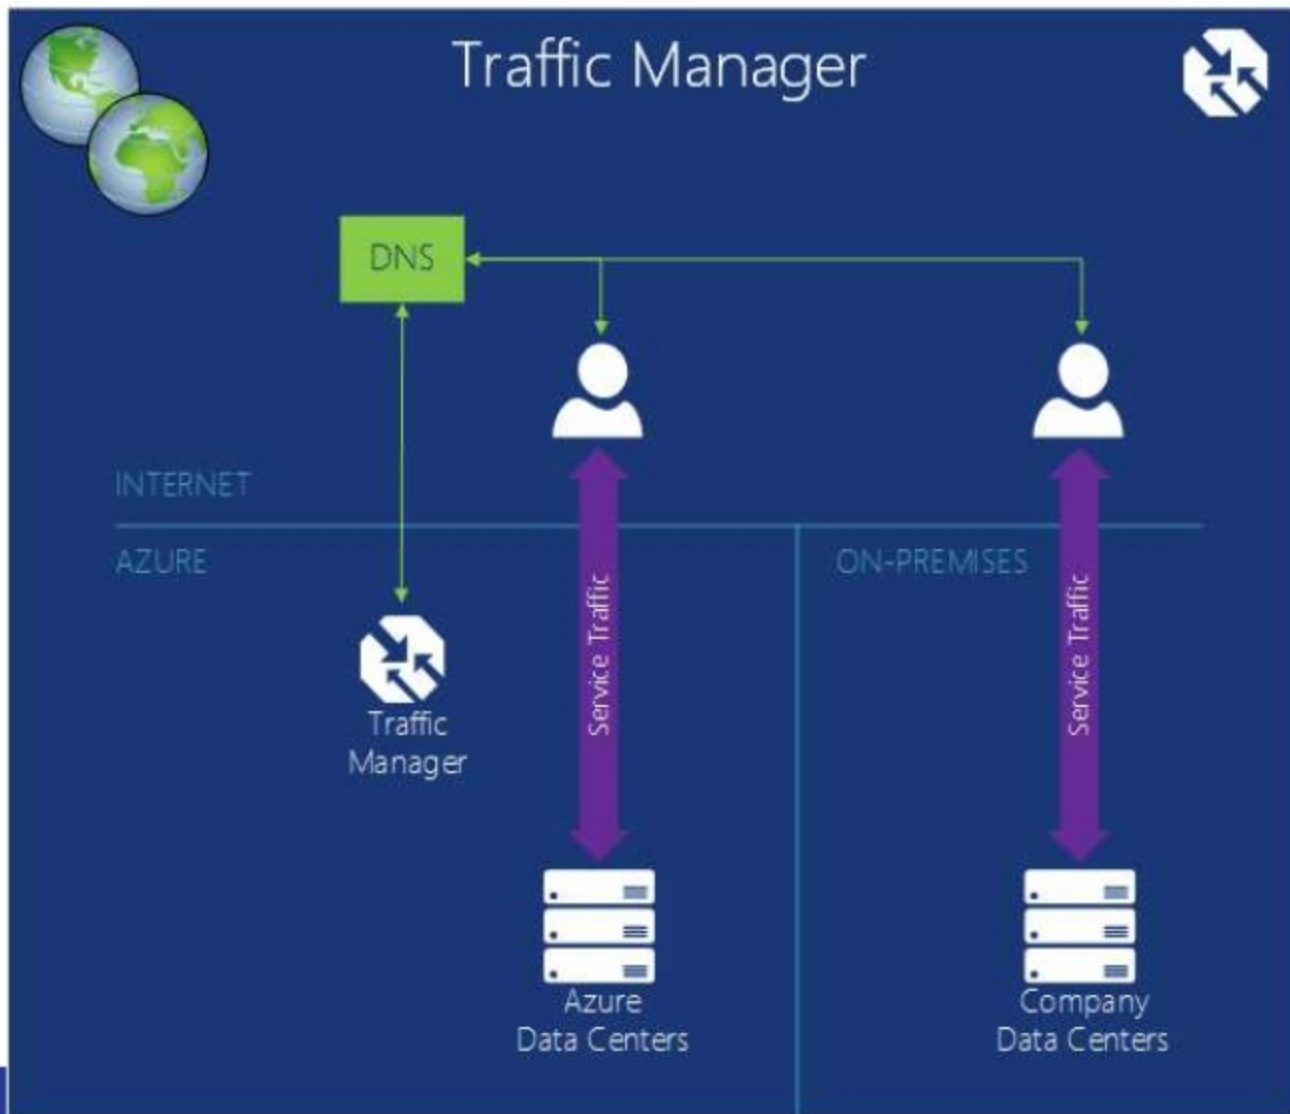 Traffic Manager
DNS
INTERNET
AZURE
ON-PREMISES
Service Traffic
Service Traffic
Traffic
Manager
Azure
Data Centers
Company
Data Centers